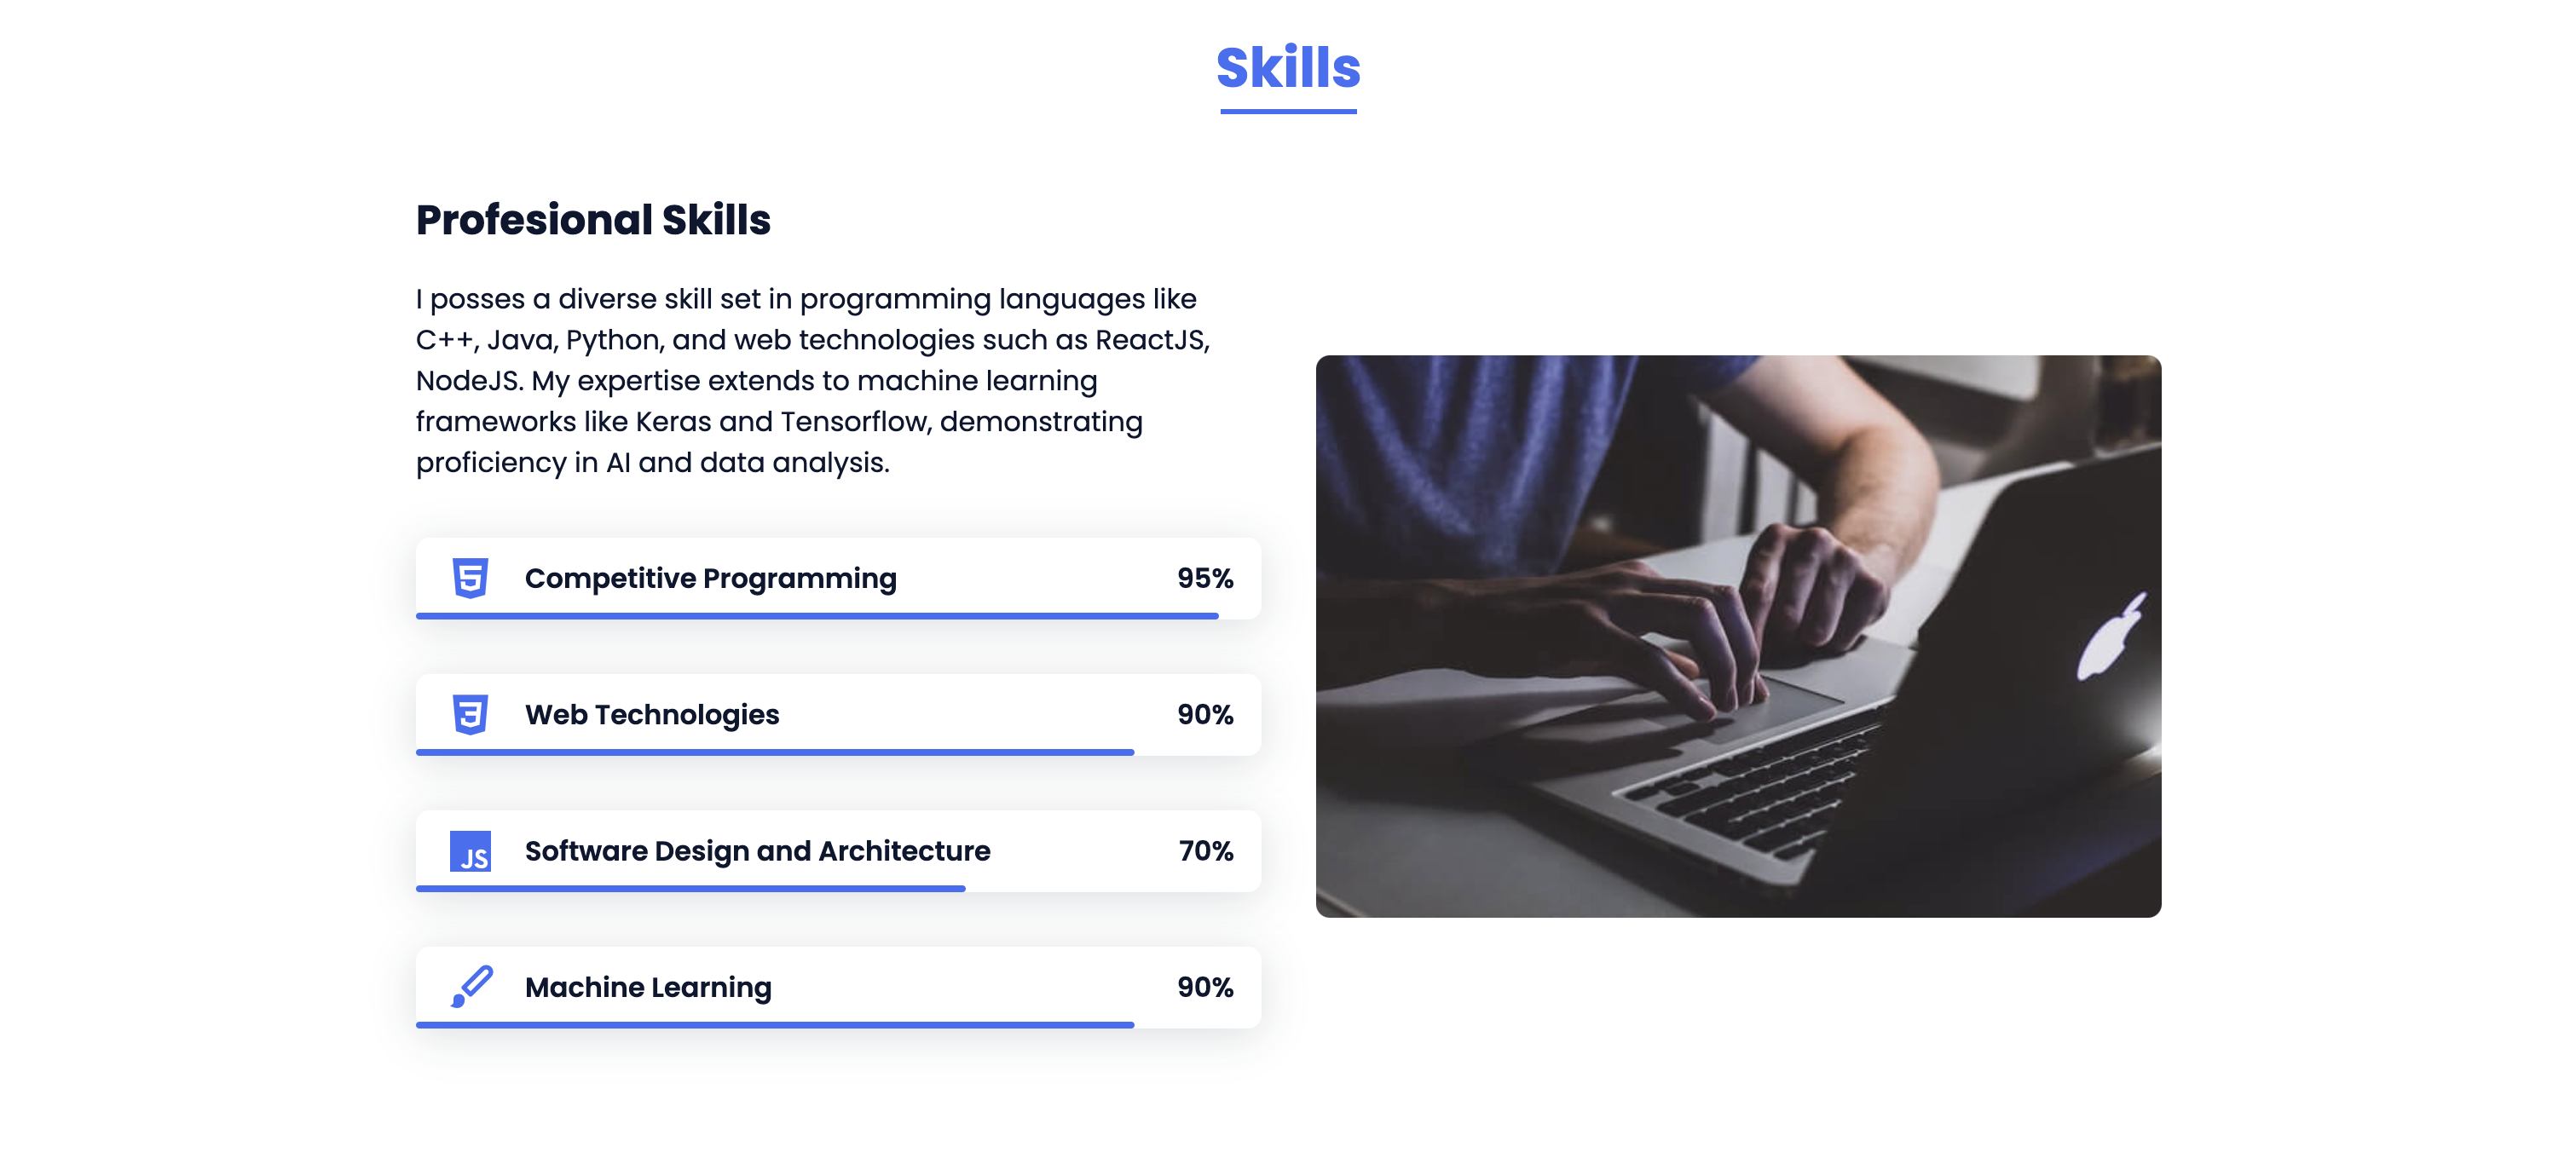 Skills
Profesional Skills
I posses a diverse skill set in programming languages like
C++, Java, Python, and web technologies such as ReactJS,
NodeJS. My expertise extends to machine learning
frameworks like Keras and Tensorflow, demonstrating
proficiency in AI and data analysis.
5 Competitive Programming 95%
3 Web Technologies 90%
JS Software Design and Architecture 70%
Machine Learning 90%